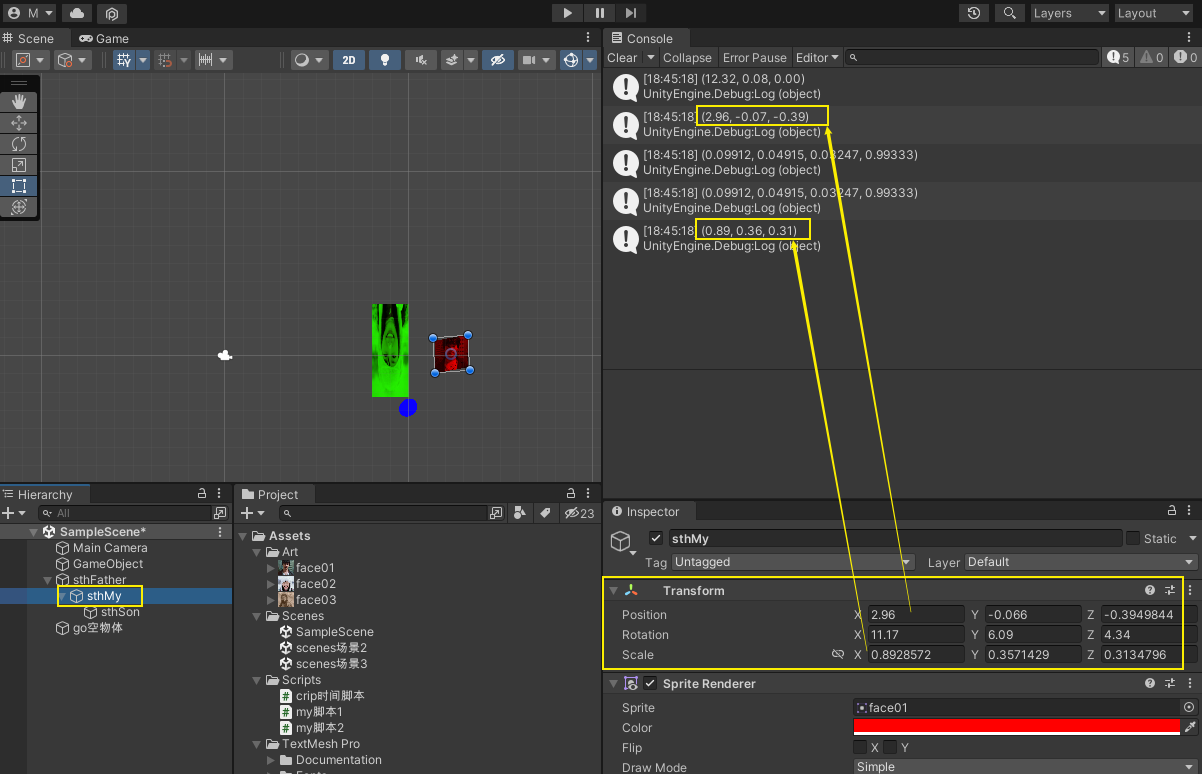 M
Layers
Layout
Scene
Game
2D
Console
Clear
Collapse
Error Pause
Editor
5
0
0
[18:45:18] (12.32, 0.08, 0.00)
UnityEngine.Debug:Log (object)
[18:45:18] (2.96, -0.07, -0.39)
UnityEngine.Debug:Log (object)
[18:45:18] (0.09912, 0.04915, 0.03247, 0.99333)
UnityEngine.Debug:Log (object)
[18:45:18] (0.09912, 0.04915, 0.03247, 0.99333)
UnityEngine.Debug:Log (object)
[18:45:18] (0.89, 0.36, 0.31)
UnityEngine.Debug:Log (object)
Hierarchy
All
SampleScene*
Main Camera
GameObject
sthFather
sthMy
sthSon
go空物体
Project
23
Assets
Art
face01
face02
face03
Scenes
SampleScene
scenes场景2
scenes场景3
Scripts
crip时间脚本
my脚本1
my脚本2
TextMesh Pro
Documentation
Inspector
sthMy
Static
Tag Untagged
Layer Default
Transform
Position X 2.96 Y -0.066 Z -0.3949844
Rotation X 11.17 Y 6.09 Z 4.34
Scale X 0.8928572 Y 0.3571429 Z 0.3134796
Sprite Renderer
Sprite face01
Color
Flip X Y
Draw Mode Simple